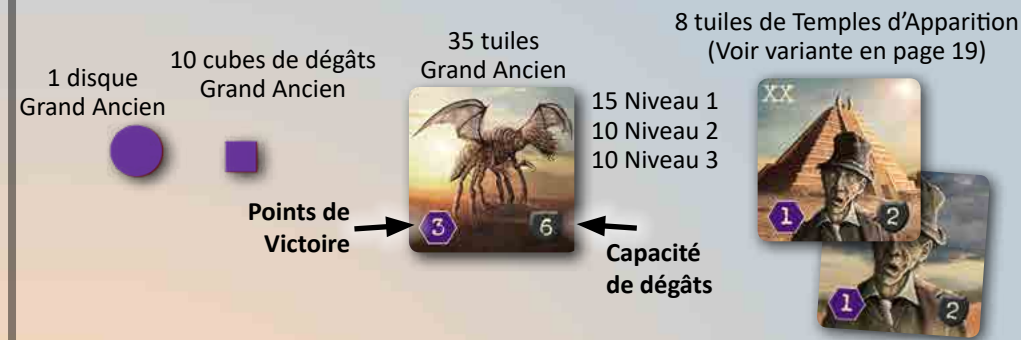 1 disque
Grand Ancien
10 cubes de dégâts
Grand Ancien
35 tuiles
Grand Ancien
15 Niveau 1
10 Niveau 2
10 Niveau 3
3
6
Points de
Victoire
Capacité
de dégâts
8 tuiles de Temples d’Apparition
(Voir variante en page 19)
XX
1
2
1
2